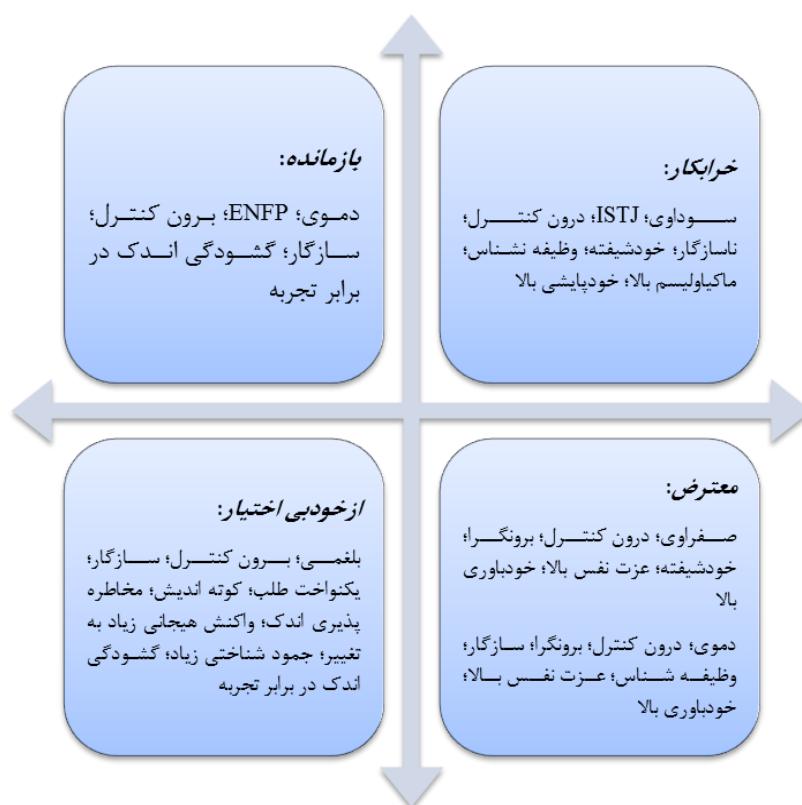 خرابکار:
سوداوی؛ ISTJ؛ درون کنترل؛
ناسازگار؛ خودشیفته؛ وظیفه نشناس؛
ماکیاولیسم بالا؛ خودپایشی بالا
بازمانده:
دموی؛ ENFP؛ برون کنترل؛
سازگار؛ گشودگی اندک در
برابر تجربه
معترض:
صفراوی؛ درون کنترل؛ برونگرا؛
خودشیفته؛ عزت نفس بالا؛ خودباوری
بالا
دموی؛ درون کنترل؛ برونگرا؛ سازگار؛
وظیفه شناس؛ عزت نفس بالا؛
خودباوری بالا
ازخودبی اختیار:
بلغمی؛ برون کنترل؛ سازگار؛
یکنواخت طلب؛ کوته اندیش؛ مخاطره
پذیری اندک؛ واکنش هیجانی زیاد به
تغییر؛ جمود شناختی زیاد؛ گشودگی
اندک در برابر تجربه